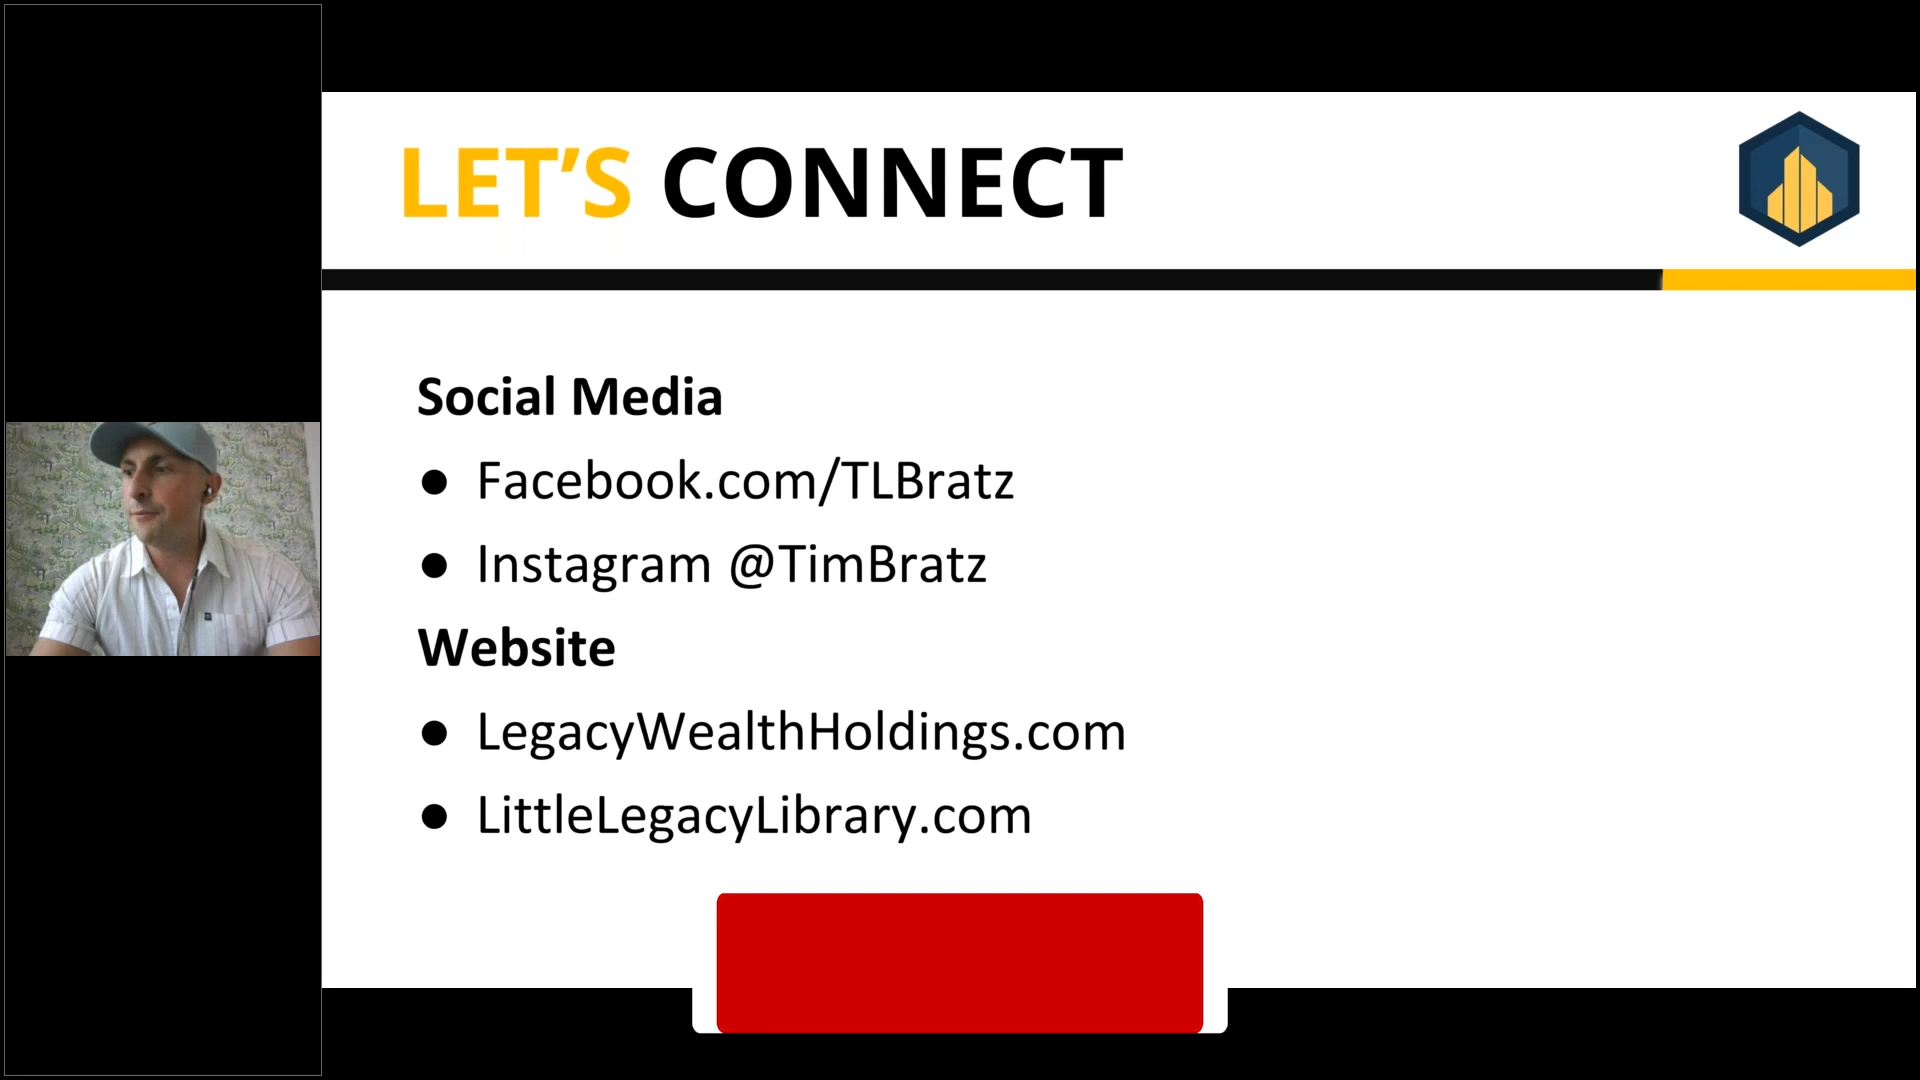 LET’S CONNECT
Social Media
● Facebook.com/TLBratz
● Instagram @TimBratz
Website
● LegacyWealthHoldings.com
● LittleLegacyLibrary.com